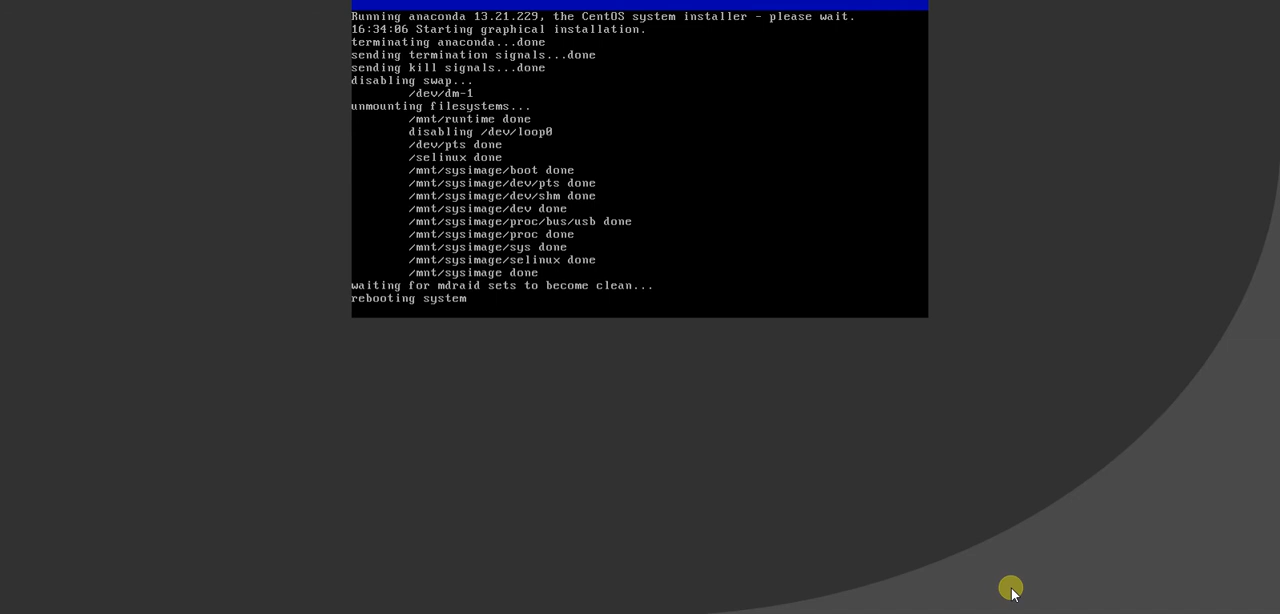 Running anaconda 13.21.229, the CentOS system installer - please wait.
16:34:06 Starting graphical installation.
terminating anaconda...done
sending termination signals...done
sending kill signals...done
disabling swap...
/dev/dm-1
unmounting filesystems...
/mnt/runtime done
disabling /dev/loop0
/dev/pts done
/selinux done
/mnt/sysimage/boot done
/mnt/sysimage/dev/pts done
/mnt/sysimage/dev/shm done
/mnt/sysimage/dev done
/mnt/sysimage/proc/bus/usb done
/mnt/sysimage/proc done
/mnt/sysimage/sys done
/mnt/sysimage/selinux done
/mnt/sysimage done
waiting for mdraid sets to become clean...
rebooting system